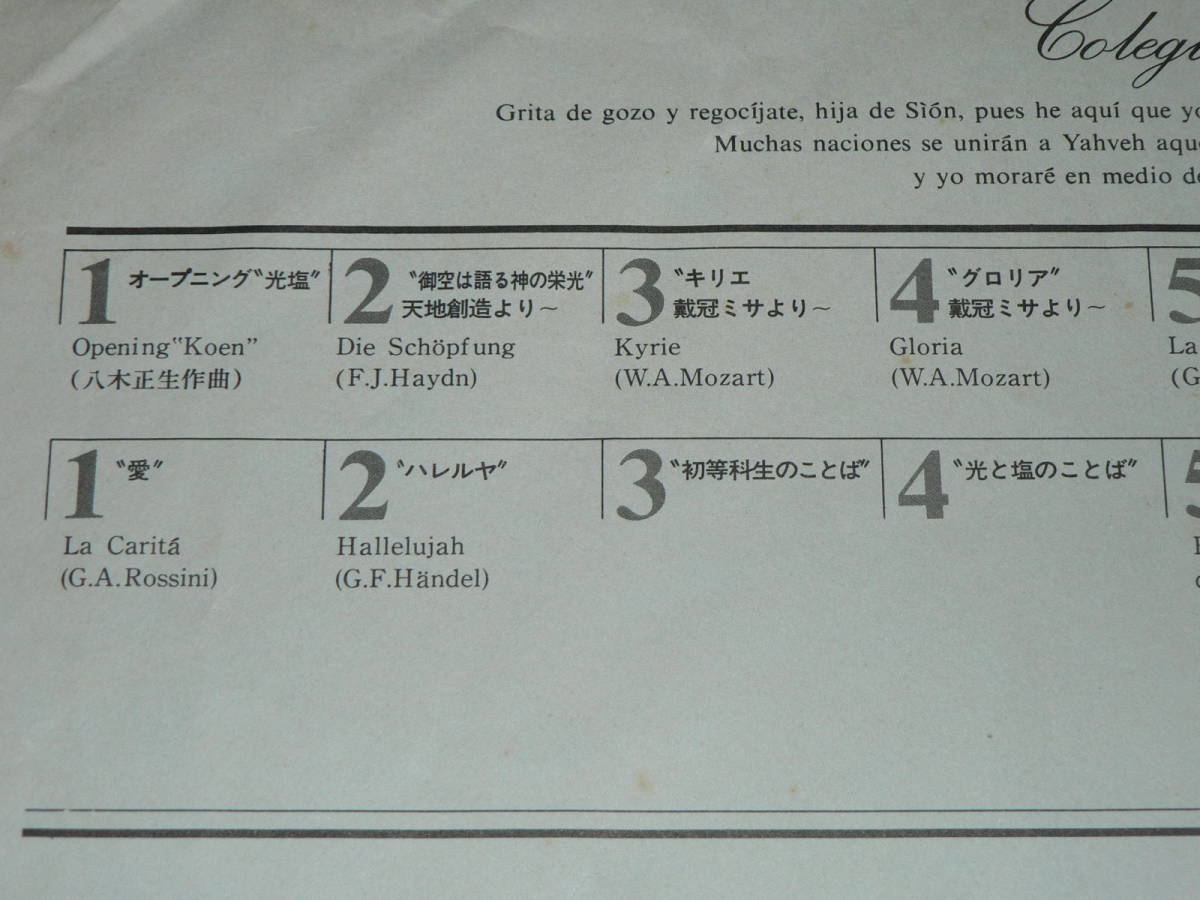 Grita de gozo y regocíjate, hija de Sìón, pues he aquí que yo
Muchas naciones se unirán a Yahveh
y yo moraré en medio
1 オープニング〝光塩〟
Opening "Koen"
(八木正生作曲)
2 〝御空は語る神の栄光〟
天地創造より～
Die Schöpfung
(F.J.Haydn)
3 〝キリエ
戴冠ミサより～
Kyrie
(W.A.Mozart)
4 〝グロリア〟
戴冠ミサより～
Gloria
(W.A.Mozart)
5
La
(G
1 〝愛〟
La Caritá
(G.A.Rossini)
2 〝ハレルヤ〟
Hallelujah
(G.F.Händel)
3 〝初等科生のことば〟
4 〝光と塩のことば〟
5